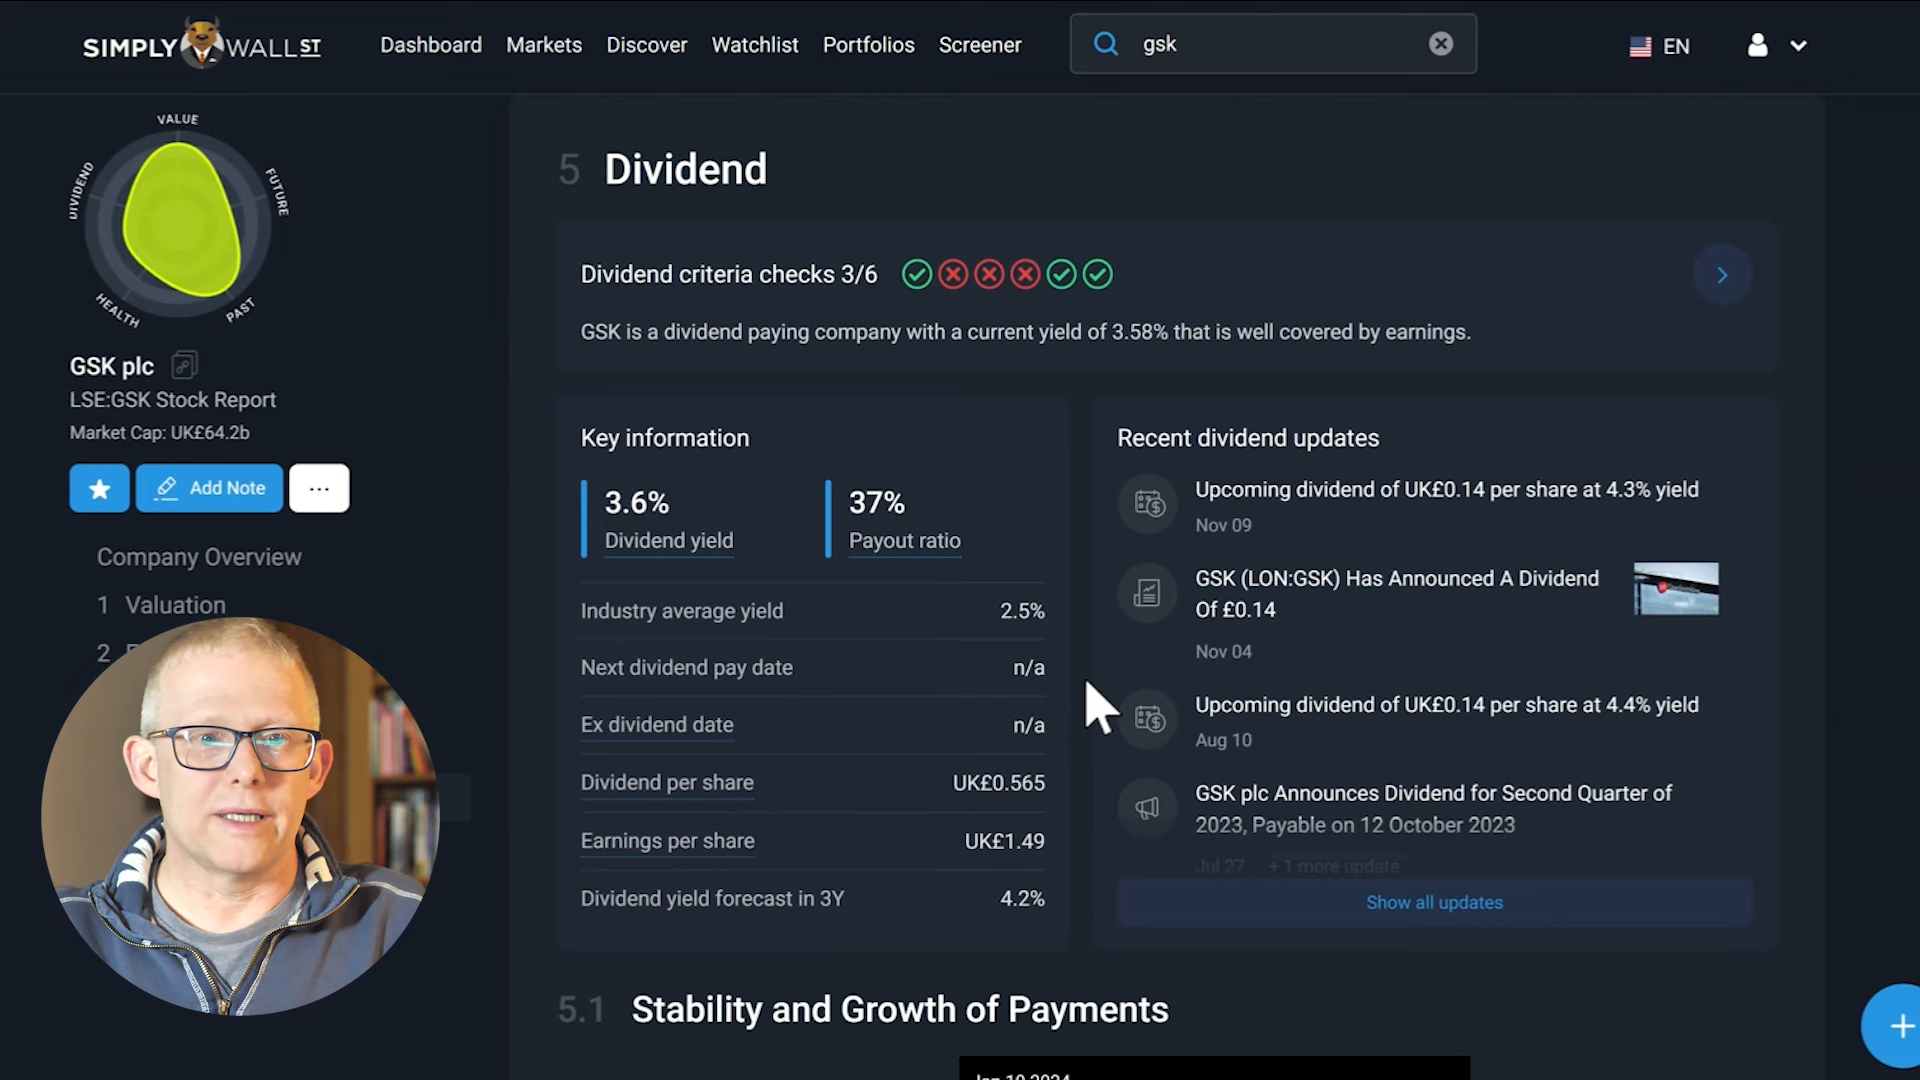 SIMPLY WALL ST
Dashboard
Markets
Discover
Watchlist
Portfolios
Screener
gsk
EN
VALUE
FUTURE
PAST
HEALTH
DIVIDEND
GSK plc
LSE:GSK Stock Report
Market Cap: UK£64.2b
Add Note
...
Company Overview
1 Valuation
2
5 Dividend
Dividend criteria checks 3/6
GSK is a dividend paying company with a current yield of 3.58% that is well covered by earnings.
Key information
3.6%
Dividend yield
37%
Payout ratio
Industry average yield 2.5%
Next dividend pay date n/a
Ex dividend date n/a
Dividend per share UK£0.565
Earnings per share UK£1.49
Dividend yield forecast in 3Y 4.2%
Recent dividend updates
Upcoming dividend of UK£0.14 per share at 4.3% yield
Nov 09
GSK (LON:GSK) Has Announced A Dividend
Of £0.14
Nov 04
Upcoming dividend of UK£0.14 per share at 4.4% yield
Aug 10
GSK plc Announces Dividend for Second Quarter of
2023, Payable on 12 October 2023
Jul 27 + 1 more update
Show all updates
5.1 Stability and Growth of Payments
Jan 10 2024